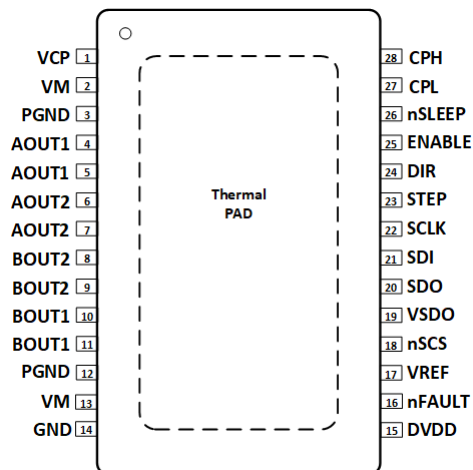 VCP 1 28 CPH
VM 2 27 CPL
PGND 3 26 nSLEEP
AOUT1 4 25 ENABLE
AOUT1 5 24 DIR
AOUT2 6 23 STEP
AOUT2 7 22 SCLK
BOUT2 8 21 SDI
BOUT2 9 20 SDO
BOUT1 10 19 VSDO
BOUT1 11 18 nSCS
PGND 12 17 VREF
VM 13 16 nFAULT
GND 14 15 DVDD
Thermal
PAD